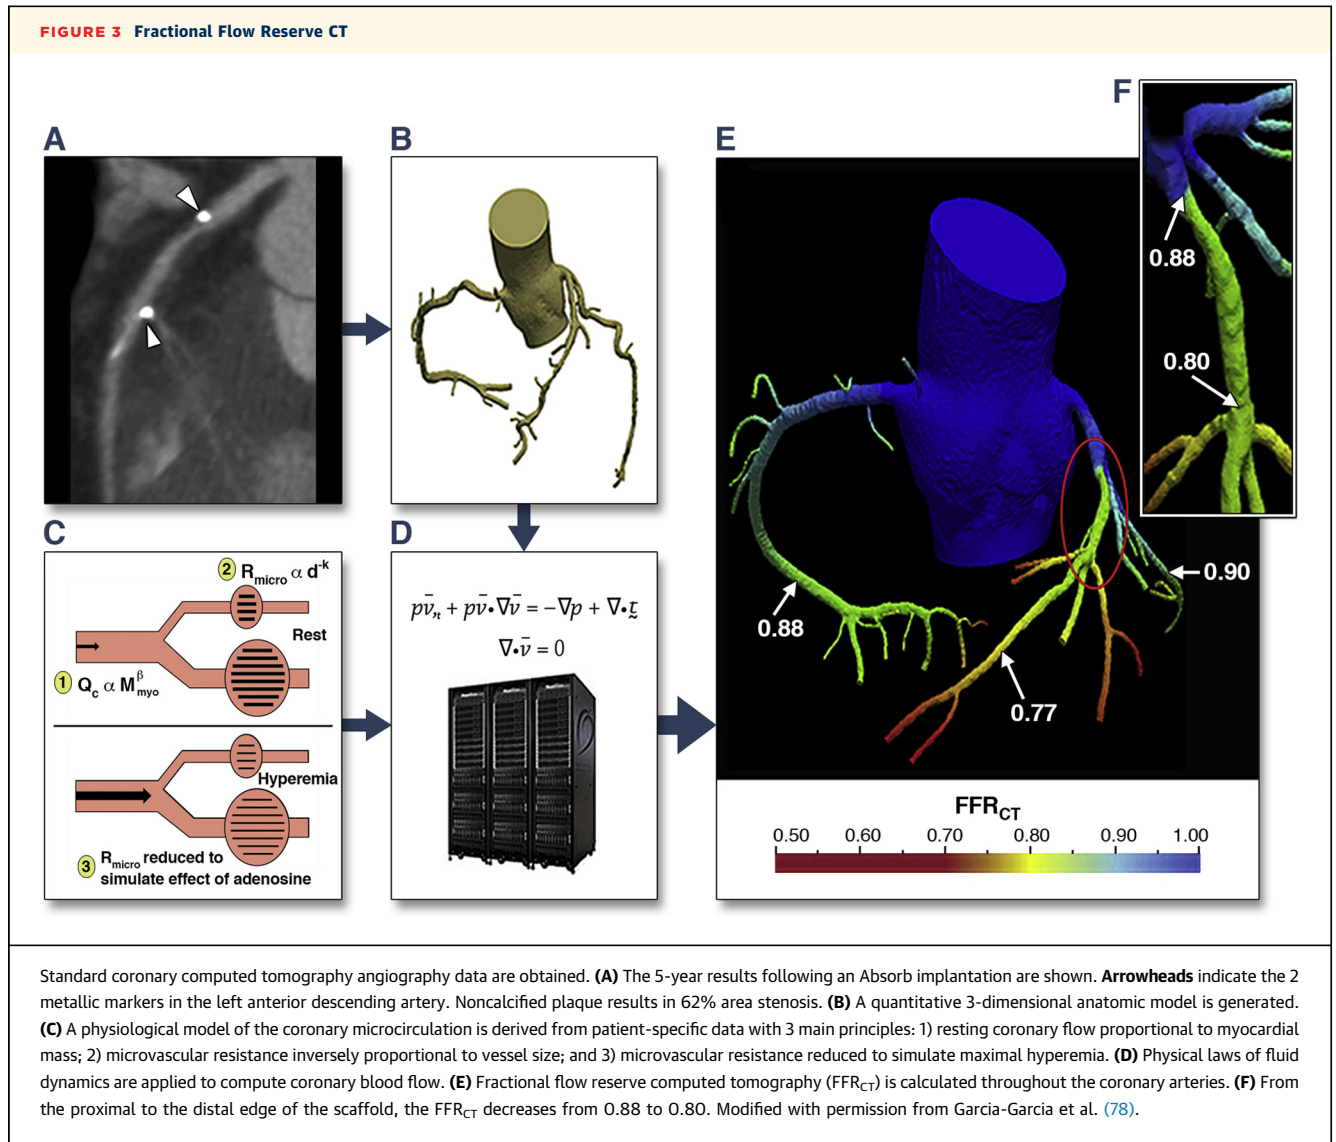 FIGURE 3 Fractional Flow Reserve CT
A
B
E
F
0.88
0.80
0.90
0.88
0.77
FFRCT
0.50 0.60 0.70 0.80 0.90 1.00
C
2 Rmicro α d-k
Rest
1 Qc α Mβmyo
Hyperemia
3 Rmicro reduced to
simulate effect of adenosine
D
pv̄,t + pv̄•∇v̄ = −∇p + ∇•τ̰
∇•v̄ = 0
Standard coronary computed tomography angiography data are obtained. (A) The 5-year results following an Absorb implantation are shown. Arrowheads indicate the 2
metallic markers in the left anterior descending artery. Noncalcified plaque results in 62% area stenosis. (B) A quantitative 3-dimensional anatomic model is generated.
(C) A physiological model of the coronary microcirculation is derived from patient-specific data with 3 main principles: 1) resting coronary flow proportional to myocardial
mass; 2) microvascular resistance inversely proportional to vessel size; and 3) microvascular resistance reduced to simulate maximal hyperemia. (D) Physical laws of fluid
dynamics are applied to compute coronary blood flow. (E) Fractional flow reserve computed tomography (FFRCT) is calculated throughout the coronary arteries. (F) From
the proximal to the distal edge of the scaffold, the FFRCT decreases from 0.88 to 0.80. Modified with permission from Garcia-Garcia et al. (78).